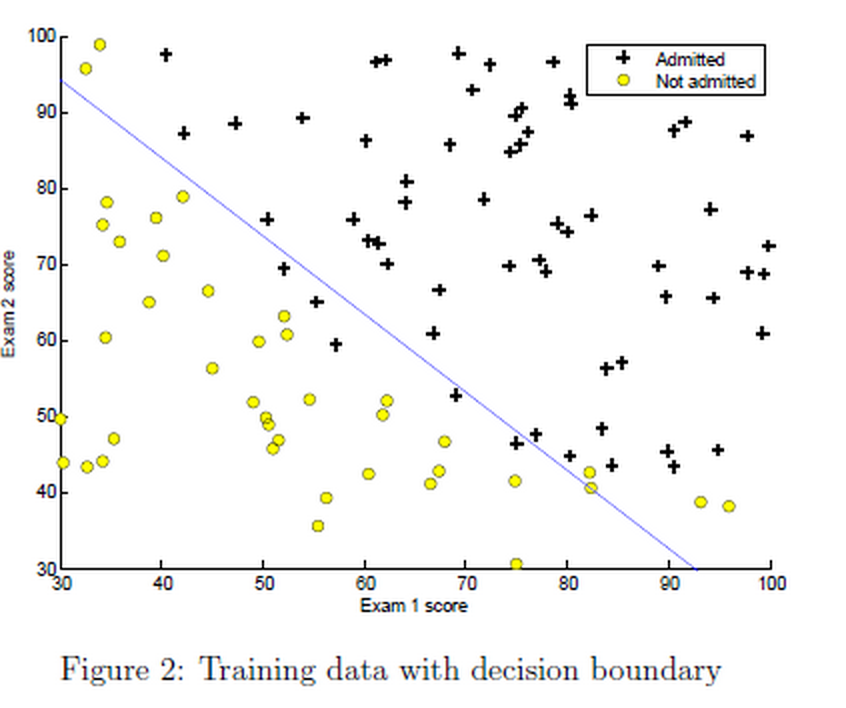 100
90
80
70
60
50
40
30
Exam 2 score
Admitted
Not admitted
30 40 50 60 70 80 90 100
Exam 1 score
Figure 2: Training data with decision boundary